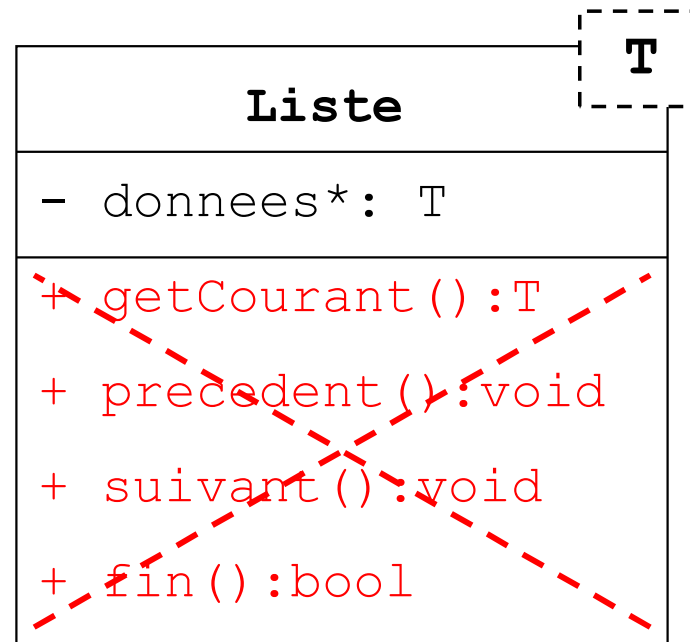 T
Liste
- donnees*: T
+ getCourant():T
+ precedent():void
+ suivant():void
+ fin():bool